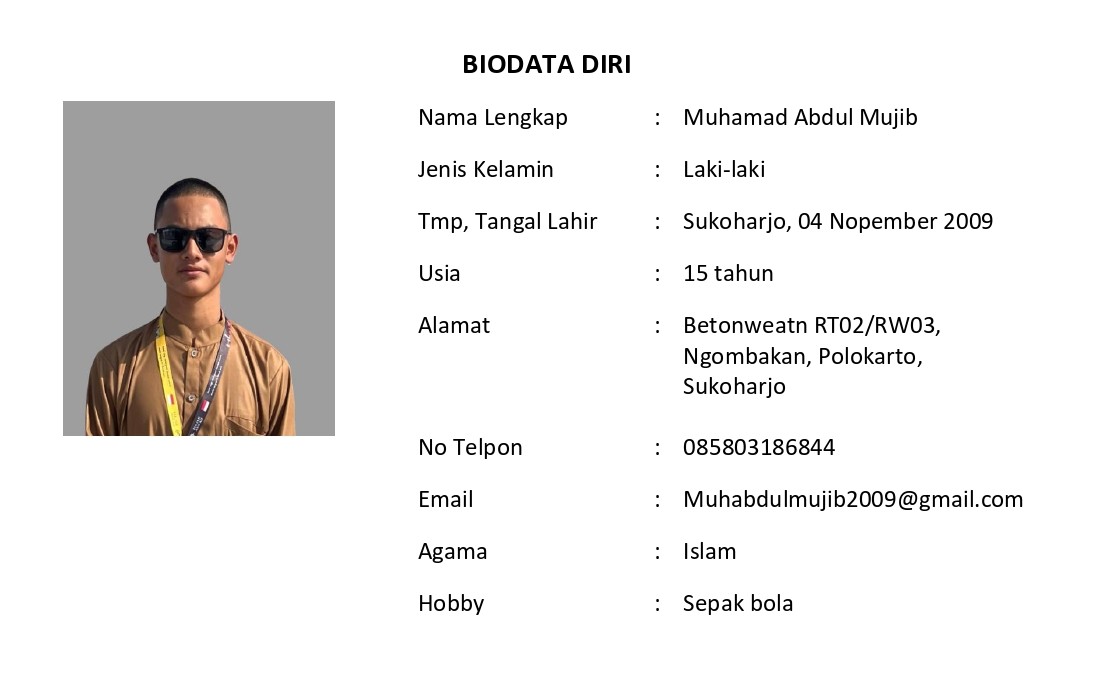 BIODATA DIRI
Nama Lengkap : Muhamad Abdul Mujib
Jenis Kelamin : Laki-laki
Tmp, Tangal Lahir : Sukoharjo, 04 Nopember 2009
Usia : 15 tahun
Alamat : Betonweatn RT02/RW03,
Ngombakan, Polokarto,
Sukoharjo
No Telpon : 085803186844
Email : Muhabdulmujib2009@gmail.com
Agama : Islam
Hobby : Sepak bola